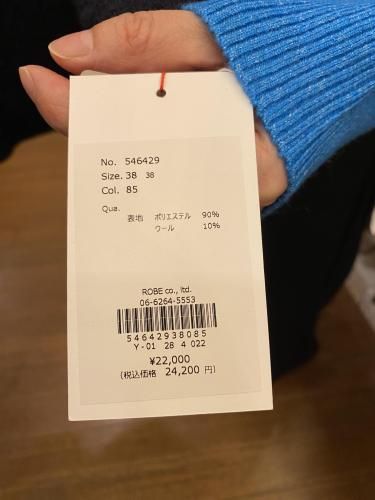 No. 546429
Size. 38 38
Col. 85
Qua.
表地 ポリエステル 90%
ウール 10%
ROBE co., ltd.
06-6264-5553
54642938085
Y-01 28 4 022
¥22,000
(税込価格 24,200 円)